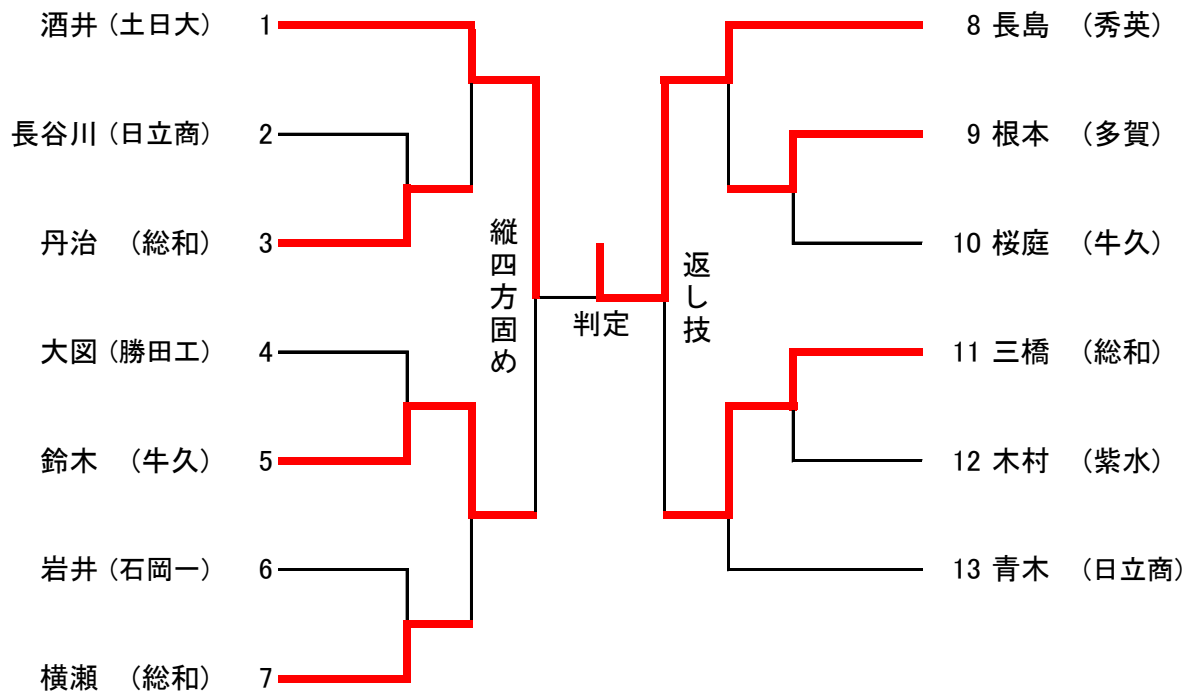 酒井 (土日大) 1
長谷川 (日立商) 2
丹治 (総和) 3
大図 (勝田工) 4
鈴木 (牛久) 5
岩井 (石岡一) 6
横瀬 (総和) 7
縦四方固め
判定
返し技
8 長島 (秀英)
9 根本 (多賀)
10 桜庭 (牛久)
11 三橋 (総和)
12 木村 (紫水)
13 青木 (日立商)